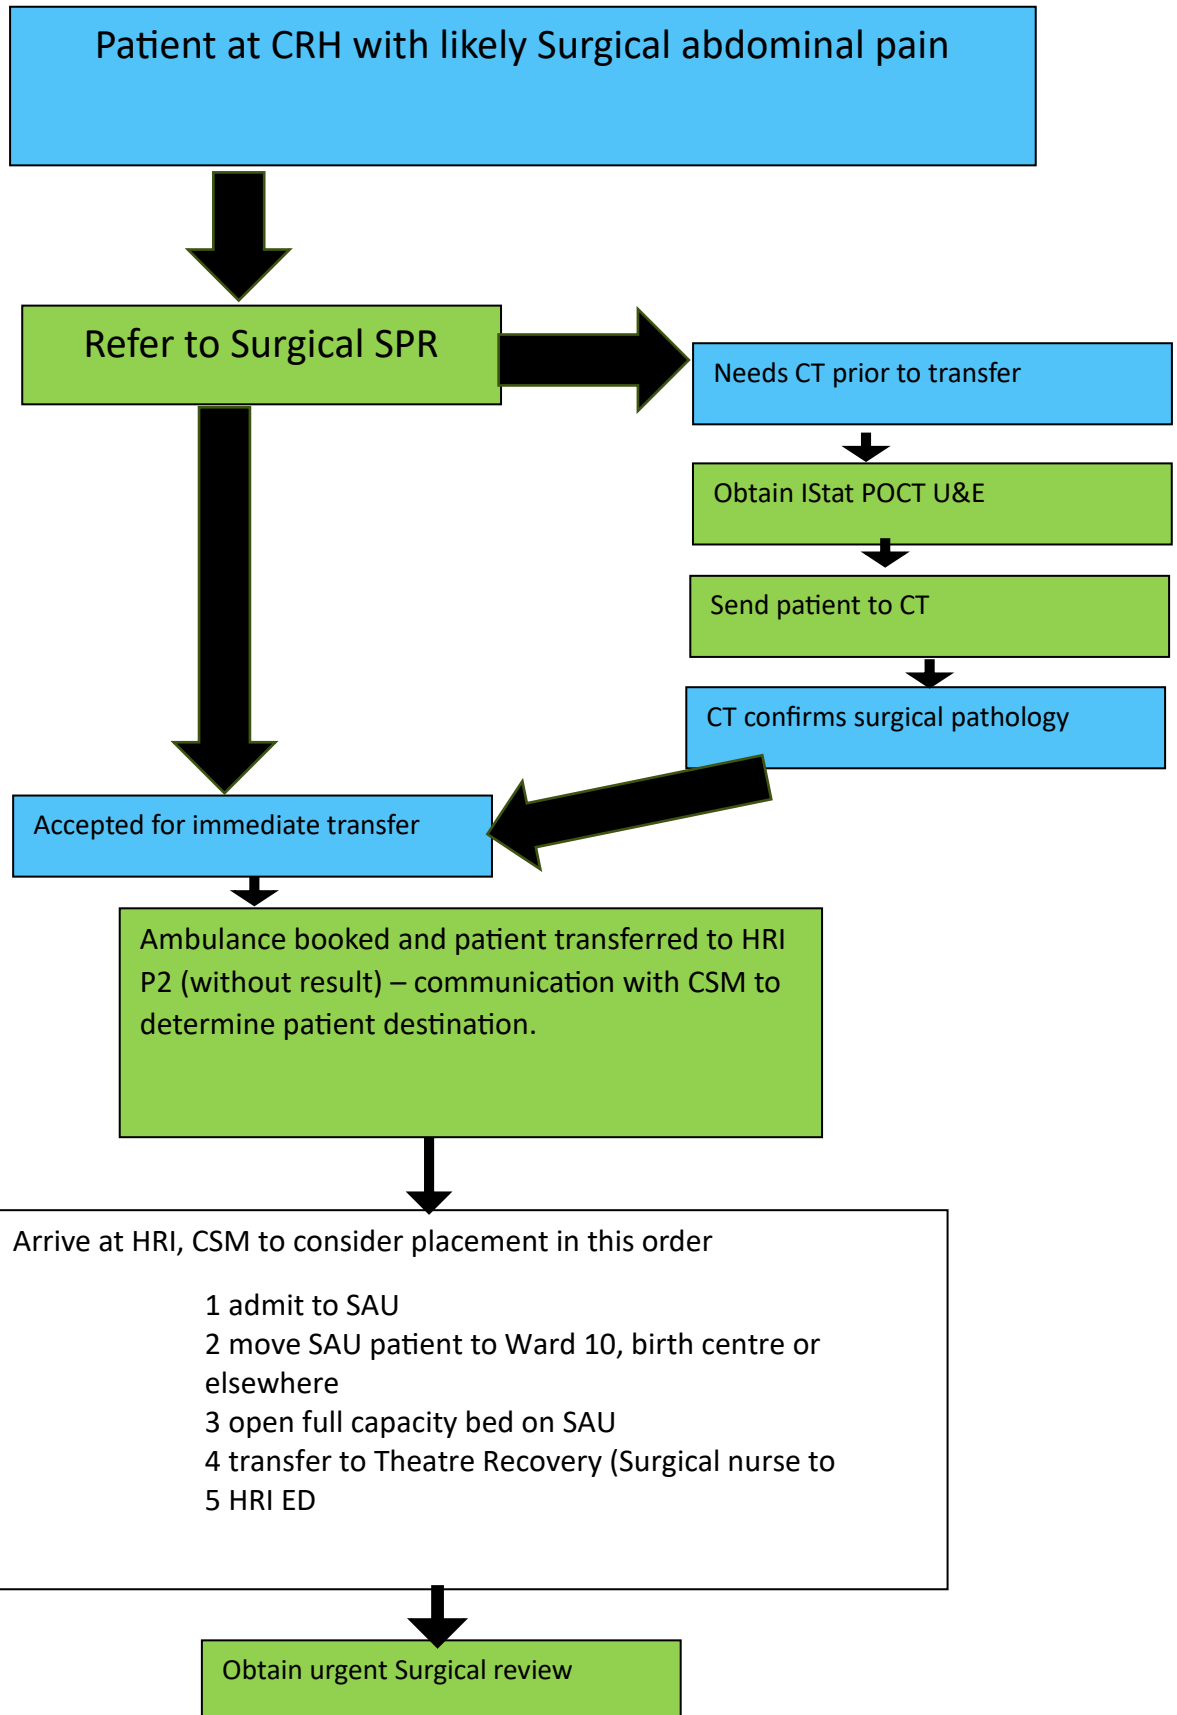 Patient at CRH with likely Surgical abdominal pain
Refer to Surgical SPR
Needs CT prior to transfer
Obtain IStat POCT U&E
Send patient to CT
CT confirms surgical pathology
Accepted for immediate transfer
Ambulance booked and patient transferred to HRI
P2 (without result) – communication with CSM to
determine patient destination.
Arrive at HRI, CSM to consider placement in this order
1 admit to SAU
2 move SAU patient to Ward 10, birth centre or
elsewhere
3 open full capacity bed on SAU
4 transfer to Theatre Recovery (Surgical nurse to
5 HRI ED
Obtain urgent Surgical review